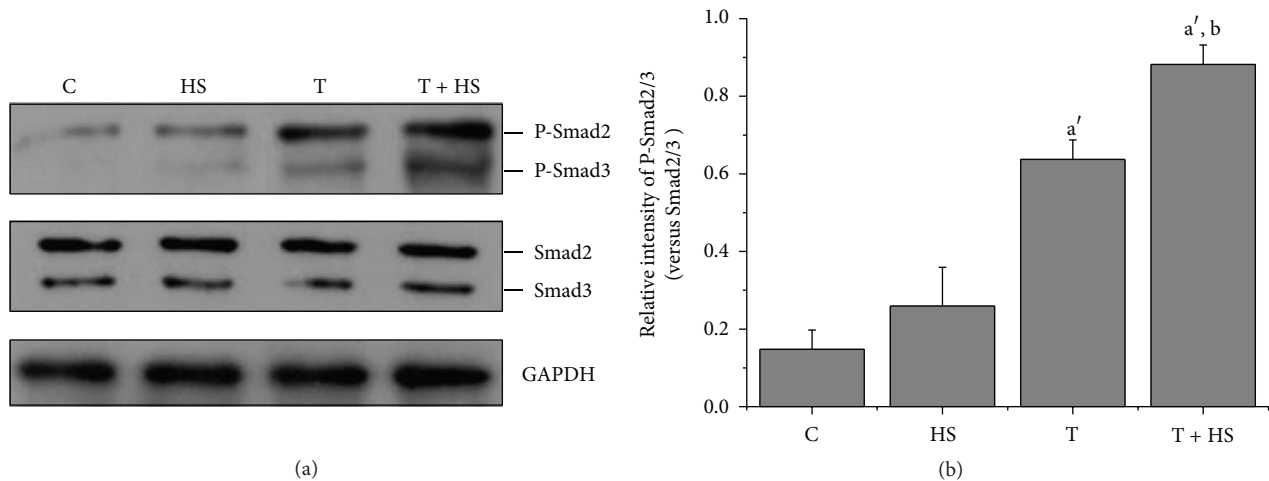 C HS T T + HS
P-Smad2
P-Smad3
Smad2
Smad3
GAPDH
(a)
Relative intensity of P-Smad2/3
(versus Smad2/3 )
1.0
0.8
0.6
0.4
0.2
0.0
a′
a′, b
C HS T T + HS
(b)